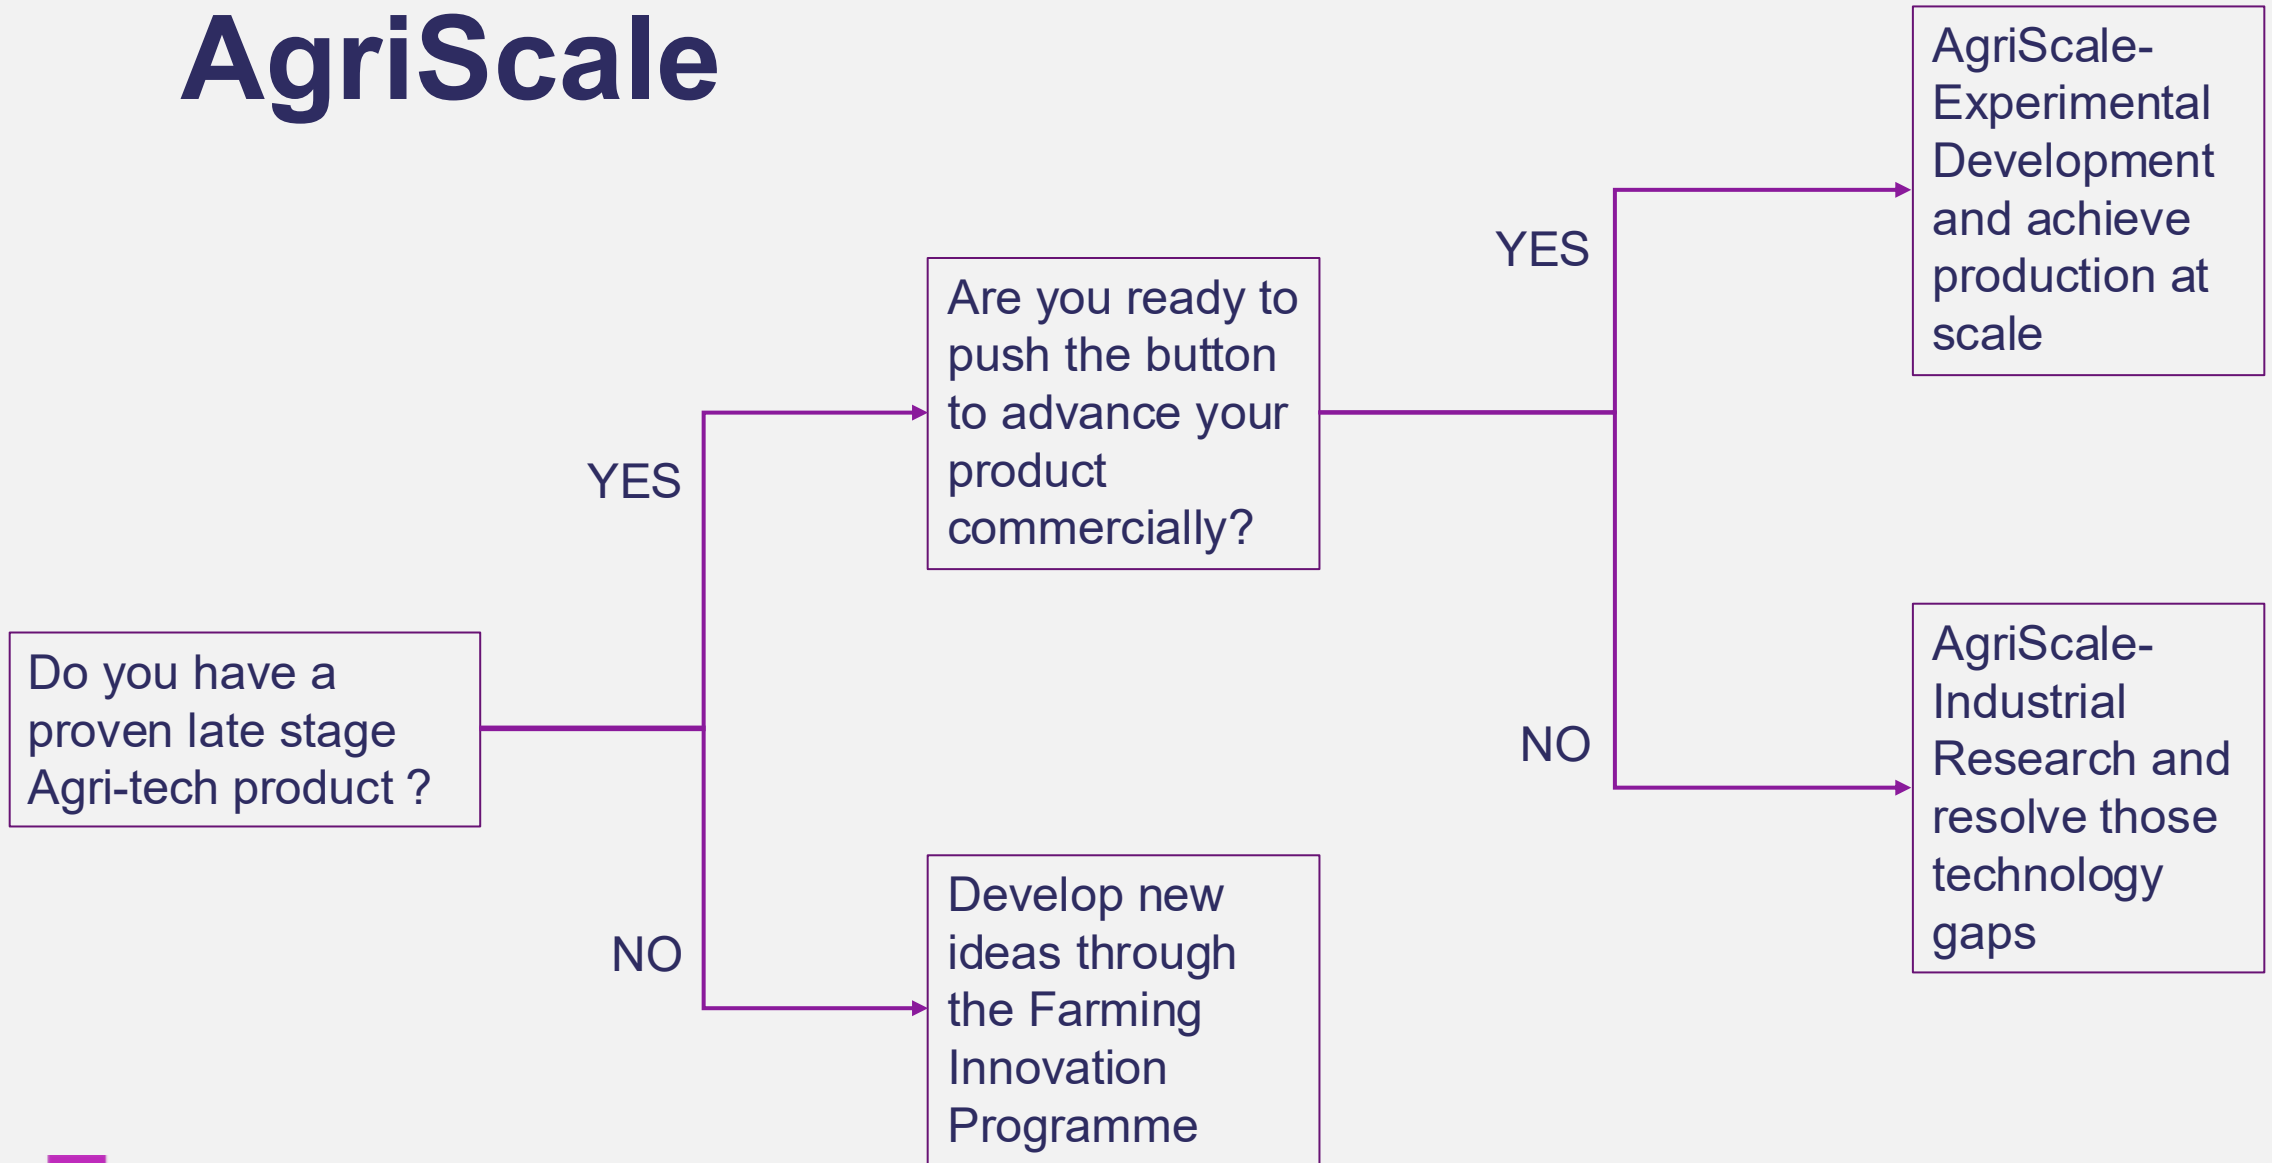 AgriScale
Do you have a
proven late stage
Agri-tech product ?
YES
NO
Are you ready to
push the button
to advance your
product
commercially?
Develop new
ideas through
the Farming
Innovation
Programme
YES
NO
AgriScale-
Experimental
Development
and achieve
production at
scale
AgriScale-
Industrial
Research and
resolve those
technology
gaps